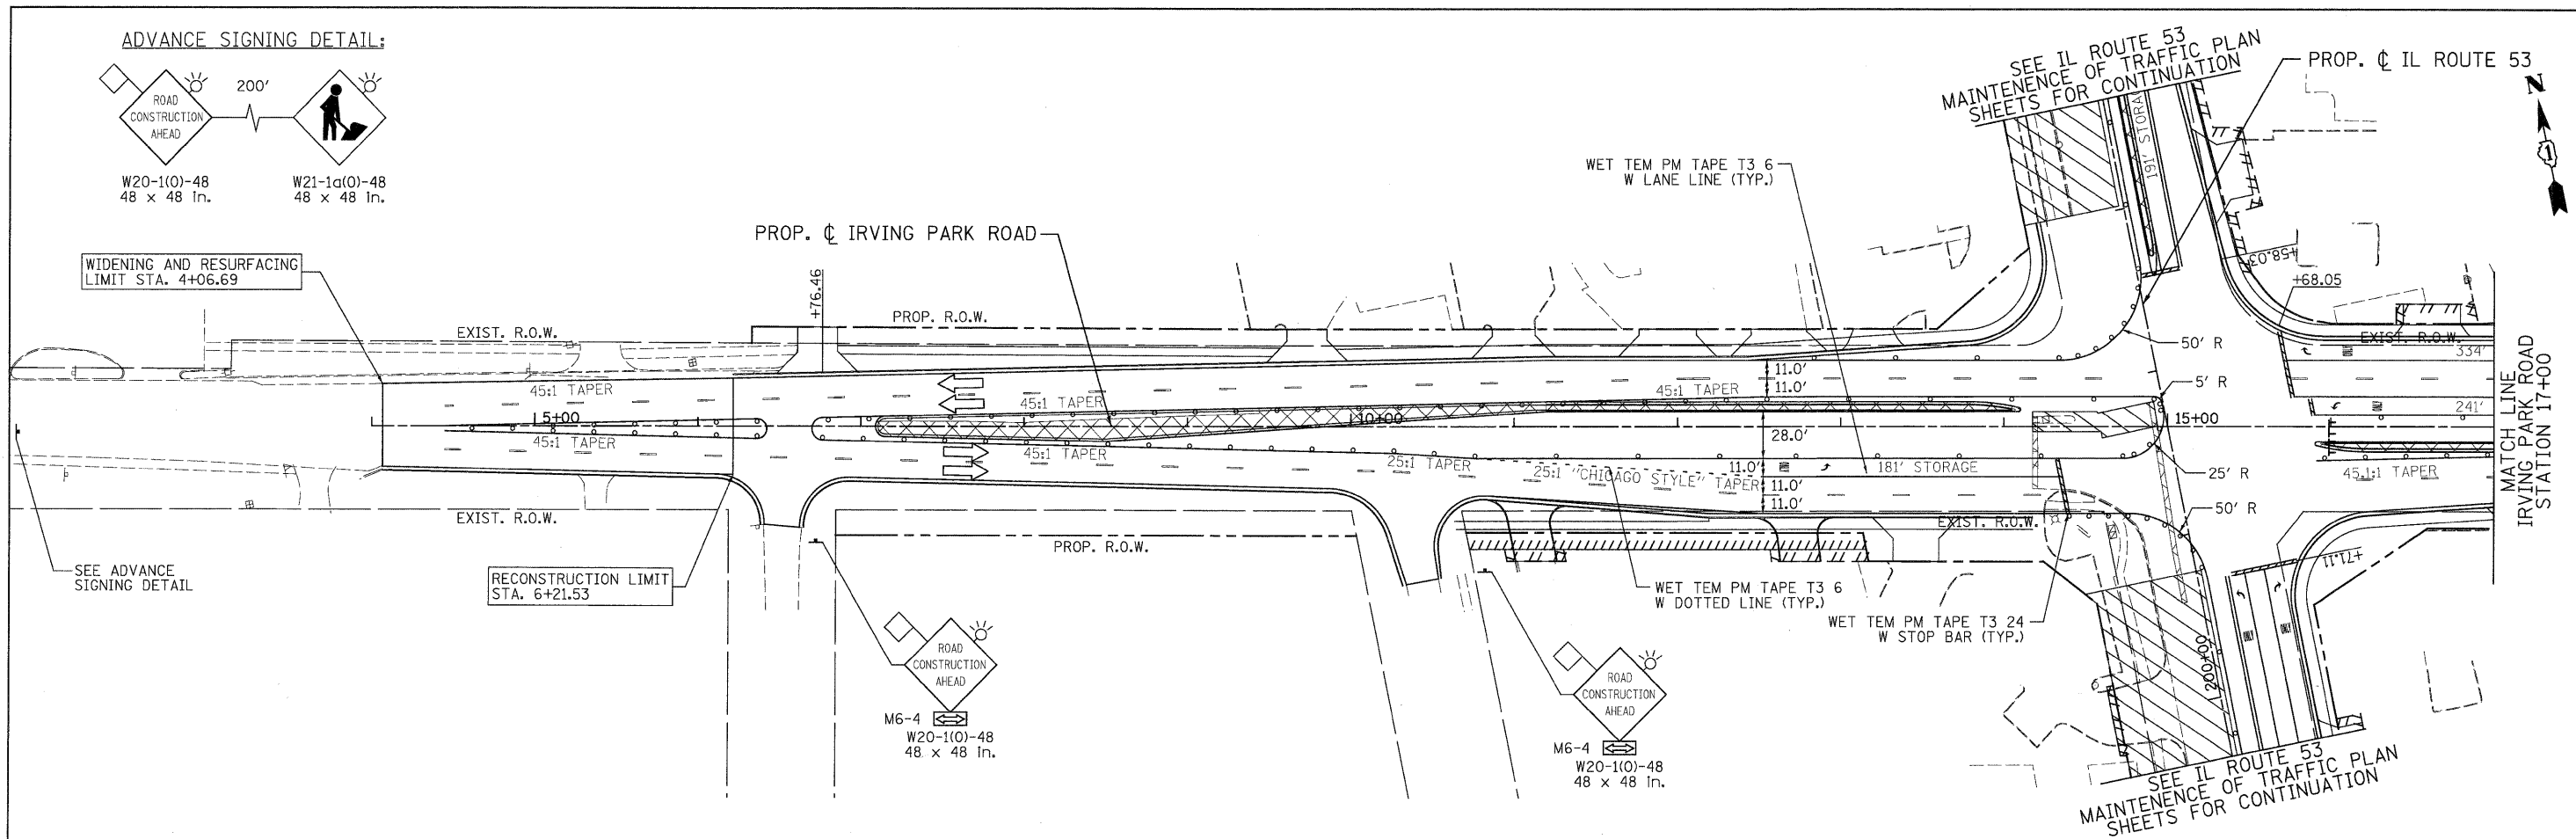 ADVANCE SIGNING DETAIL:
200'
ROAD
CONSTRUCTION
AHEAD
W20-1(O)-48
48 x 48 in.
W21-1a(O)-48
48 x 48 in.
SEE IL ROUTE 53
MAINTENENCE OF TRAFFIC PLAN
SHEETS FOR CONTINUATION
PROP. ℄ IL ROUTE 53
N
1
191' STORA
WET TEM PM TAPE T3 6
W LANE LINE (TYP.)
PROP. ℄ IRVING PARK ROAD
WIDENING AND RESURFACING
LIMIT STA. 4+06.69
+76.46
+58.03
+68.05
EXIST. R.O.W.
PROP. R.O.W.
EXIST. R.O.W.
334'
50' R
5' R
45:1 TAPER
45:1 TAPER
45:1 TAPER
11.0'
11.0'
5+00
10+00
15+00
241'
45:1 TAPER
45:1 TAPER
25:1 TAPER
25:1 "CHICAGO STYLE" TAPER
28.0'
11.0'
11.0'
11.0'
181' STORAGE
25' R
45.1:1 TAPER
50' R
MATCH LINE
IRVING PARK ROAD
STATION 17+00
EXIST. R.O.W.
EXIST. R.O.W.
PROP. R.O.W.
+71.11
SEE ADVANCE
SIGNING DETAIL
RECONSTRUCTION LIMIT
STA. 6+21.53
WET TEM PM TAPE T3 6
W DOTTED LINE (TYP.)
WET TEM PM TAPE T3 24
W STOP BAR (TYP.)
200+00
ROAD
CONSTRUCTION
AHEAD
M6-4
W20-1(O)-48
48 x 48 in.
ROAD
CONSTRUCTION
AHEAD
M6-4
W20-1(O)-48
48 x 48 in.
SEE IL ROUTE 53
MAINTENENCE OF TRAFFIC PLAN
SHEETS FOR CONTINUATION